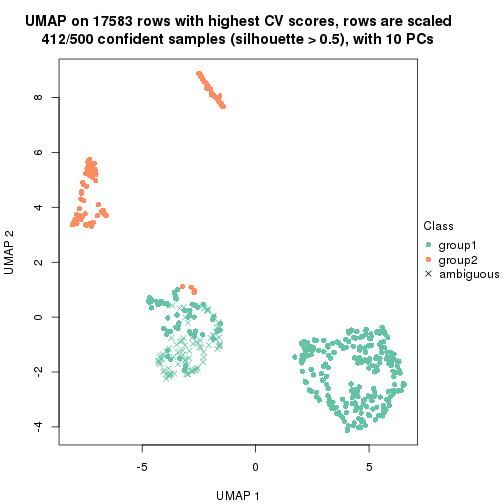 UMAP on 17583 rows with highest CV scores, rows are scaled
412/500 confident samples (silhouette > 0.5), with 10 PCs
8
6
4
2
0
-2
-4
UMAP 2
-5
0
5
UMAP 1
Class
group1
group2
ambiguous